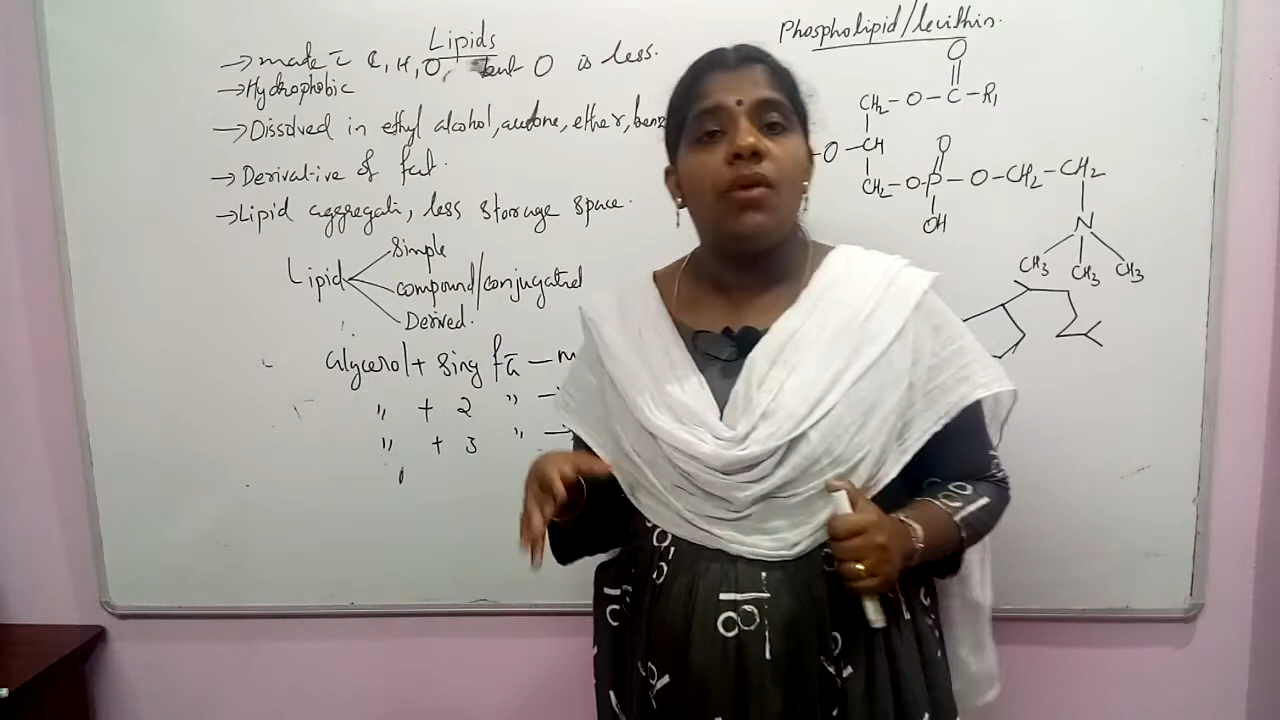 Lipids
→ made c̄ C, H, O, but O is less.
→ Hydrophobic
→ Dissolved in ethyl alcohol, acetone, ether, benz
→ Derivative of fat.
→ Lipid aggregati, less storage space.
Lipid
Simple
compound/conjugated
Derived.
Glycerol + Sing fa – m
" + 2 " –
" + 3 " –
Phospholipid/lecithin.
O
CH2 – O – C – R1
O – CH
O
CH2 – O – P – O – CH2 – CH2
OH
N
CH3 CH3 CH3